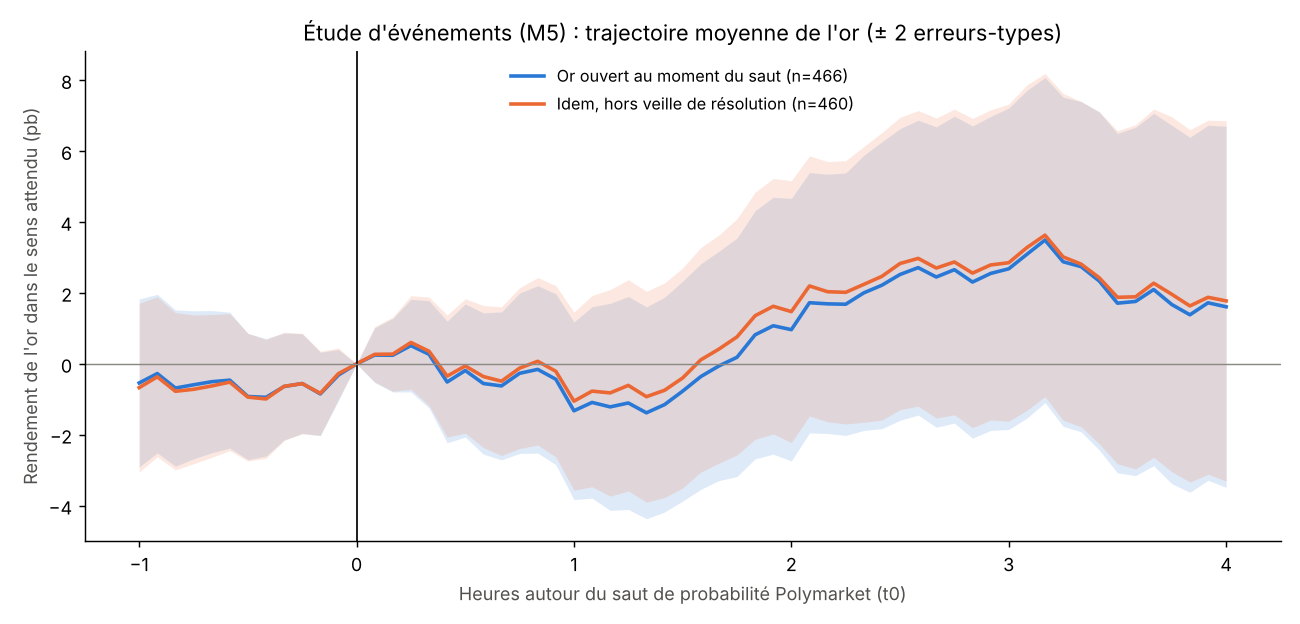 Étude d'événements (M5) : trajectoire moyenne de l'or (± 2 erreurs-types)
Or ouvert au moment du saut (n=466)
Idem, hors veille de résolution (n=460)
Rendement de l'or dans le sens attendu (pb)
8
6
4
2
0
−2
−4
−1
0
1
2
3
4
Heures autour du saut de probabilité Polymarket (t0)